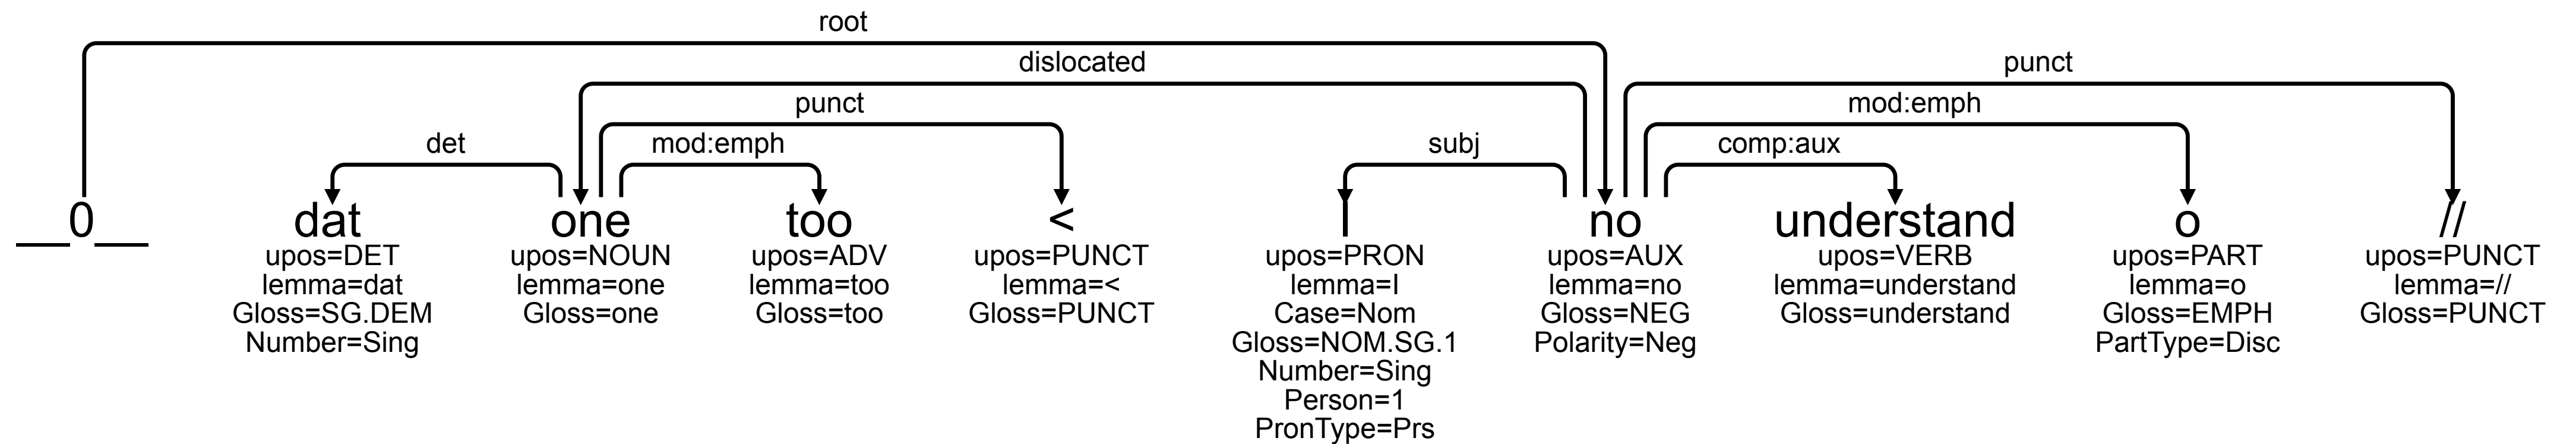 root
dislocated punct
punct mod:emph
det mod:emph subj comp:aux
__0__ dat one too < I no understand o //
upos=DET upos=NOUN upos=ADV upos=PUNCT upos=PRON upos=AUX upos=VERB upos=PART upos=PUNCT
lemma=dat lemma=one lemma=too lemma=< lemma=I lemma=no lemma=understand lemma=o lemma=//
Gloss=SG.DEM Gloss=one Gloss=too Gloss=PUNCT Case=Nom Gloss=NEG Gloss=understand Gloss=EMPH Gloss=PUNCT
Number=Sing Gloss=NOM.SG.1 Polarity=Neg PartType=Disc
Number=Sing
Person=1
PronType=Prs